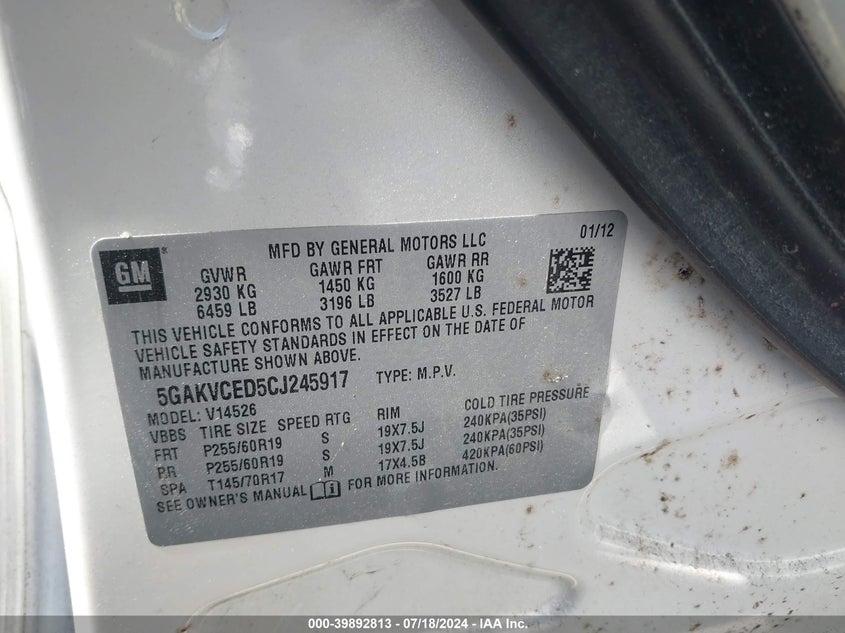 GM
MFD BY GENERAL MOTORS LLC 01/12
GVWR GAWR FRT GAWR RR
2930 KG 1450 KG 1600 KG
6459 LB 3196 LB 3527 LB
THIS VEHICLE CONFORMS TO ALL APPLICABLE U.S. FEDERAL MOTOR
VEHICLE SAFETY STANDARDS IN EFFECT ON THE DATE OF
MANUFACTURE SHOWN ABOVE.
5GAKVCED5CJ245917 TYPE: M.P.V.
MODEL: V14526
VBBS TIRE SIZE SPEED RTG RIM COLD TIRE PRESSURE
FRT P255/60R19 S 19X7.5J 240KPA(35PSI)
RR P255/60R19 S 19X7.5J 240KPA(35PSI)
SPA T145/70R17 M 17X4.5B 420KPA(60PSI)
SEE OWNER'S MANUAL FOR MORE INFORMATION.
000-39892813 - 07/18/2024 - IAA Inc.